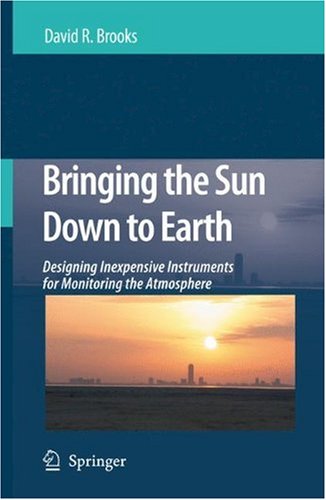 David R. Brooks
Bringing the Sun
Down to Earth
Designing Inexpensive Instruments
for Monitoring the Atmosphere
Springer